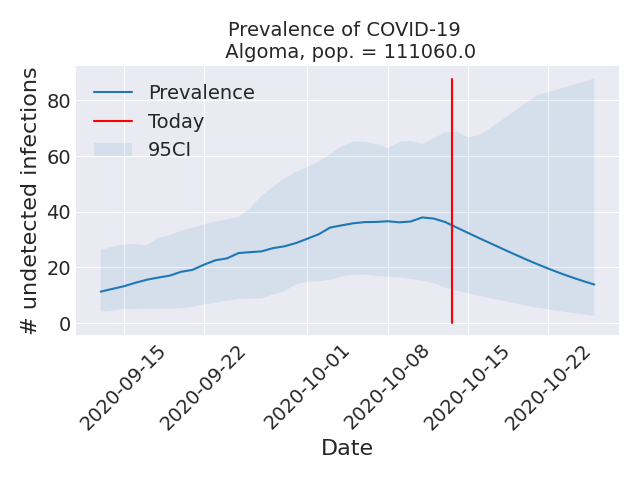 Prevalence of COVID-19
Algoma, pop. = 111060.0
# undetected infections
80
60
40
20
0
Prevalence
Today
95CI
2020-09-15
2020-09-22
2020-10-01
2020-10-08
2020-10-15
2020-10-22
Date